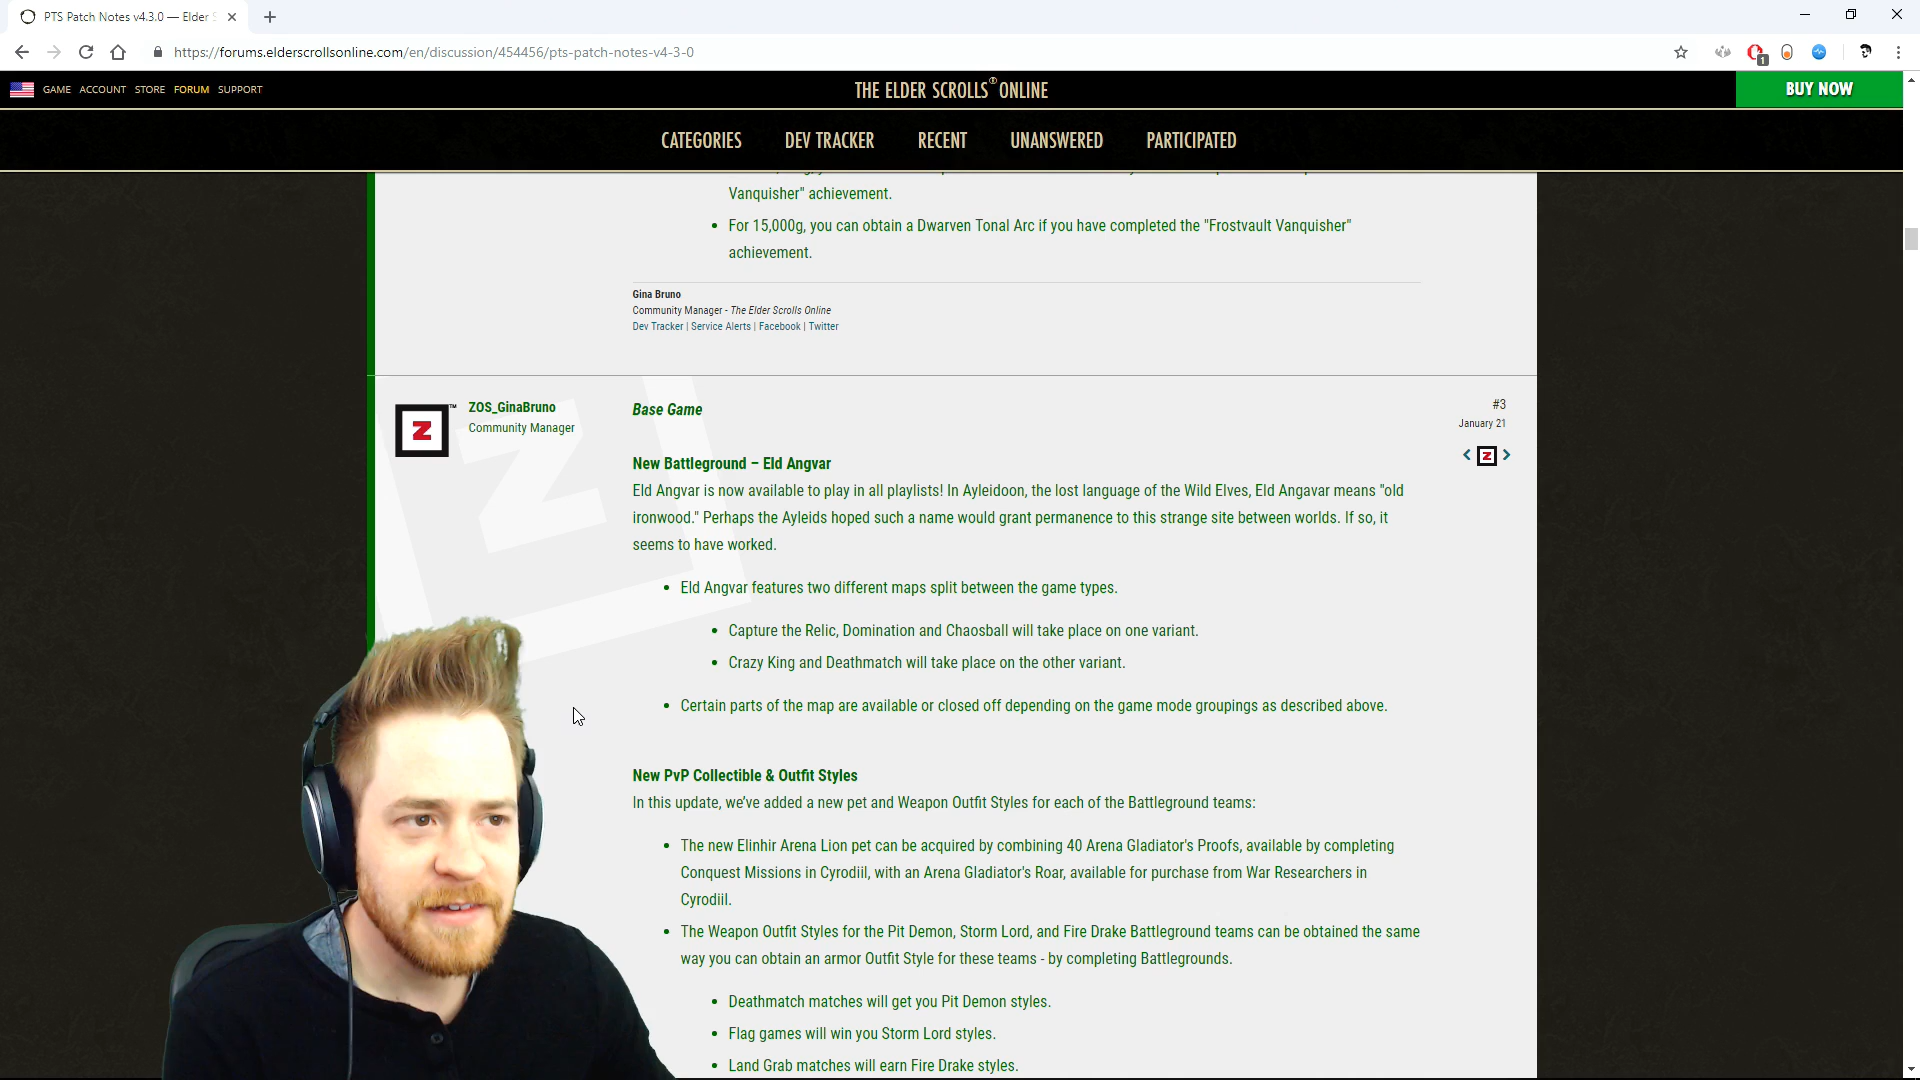 PTS Patch Notes v4.3.0 — Elder S
https://forums.elderscrollsonline.com/en/discussion/454456/pts-patch-notes-v4-3-0
1
GAME ACCOUNT STORE FORUM SUPPORT
THE ELDER SCROLLS ONLINE
BUY NOW
CATEGORIES DEV TRACKER RECENT UNANSWERED PARTICIPATED
Vanquisher" achievement.
• For 15,000g, you can obtain a Dwarven Tonal Arc if you have completed the "Frostvault Vanquisher"
achievement.
Gina Bruno
Community Manager - The Elder Scrolls Online
Dev Tracker | Service Alerts | Facebook | Twitter
Z™
ZOS_GinaBruno
Community Manager
#3
January 21
< Z >
Base Game
New Battleground – Eld Angvar
Eld Angvar is now available to play in all playlists! In Ayleidoon, the lost language of the Wild Elves, Eld Angavar means "old
ironwood." Perhaps the Ayleids hoped such a name would grant permanence to this strange site between worlds. If so, it
seems to have worked.
• Eld Angvar features two different maps split between the game types.
• Capture the Relic, Domination and Chaosball will take place on one variant.
• Crazy King and Deathmatch will take place on the other variant.
• Certain parts of the map are available or closed off depending on the game mode groupings as described above.
New PvP Collectible & Outfit Styles
In this update, we've added a new pet and Weapon Outfit Styles for each of the Battleground teams:
• The new Elinhir Arena Lion pet can be acquired by combining 40 Arena Gladiator's Proofs, available by completing
Conquest Missions in Cyrodiil, with an Arena Gladiator's Roar, available for purchase from War Researchers in
Cyrodiil.
• The Weapon Outfit Styles for the Pit Demon, Storm Lord, and Fire Drake Battleground teams can be obtained the same
way you can obtain an armor Outfit Style for these teams - by completing Battlegrounds.
• Deathmatch matches will get you Pit Demon styles.
• Flag games will win you Storm Lord styles.
• Land Grab matches will earn Fire Drake styles.